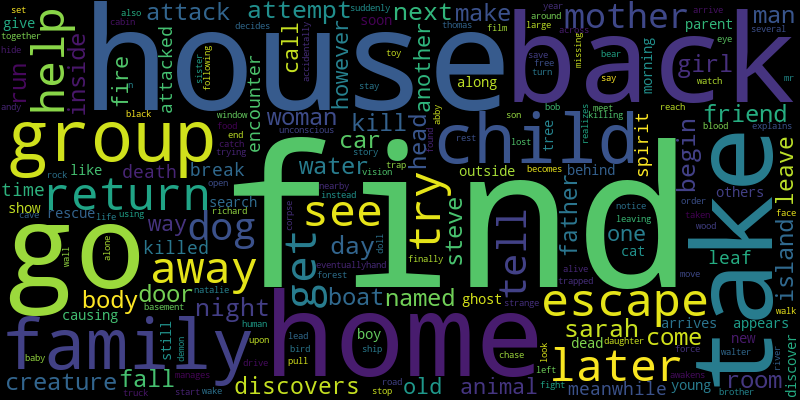 set together hide cabin give also arrive
attack attempt suddenly decides next around large make mother year several man
go house back find take home family group child return
help inside run fire attacked encounter call however another soon toy film thomas accidentally
sister following window black end trying food catch
woman kill along car head found abby story trap vision
girl parent morning missing save free turn bear say eye watch mr
friend begin spirit tree bob meet killing reach son lost realizes blood explains
andy like death break time show way rescue rock cave life using
unconscious rest becomes behind outside notice leaving order others leave
search open nearby instead water dog see try father one cat
killed richard alone wall day get steve tell taken face wood
away corpse doll forest eventuallyhand finally alive trapped leaf island
body door boat named escape move walk
causing basement natalie night ghost strange sarah come arrives appears
still demon human upon boy lead bird ship chase dead daughter force new walter river
baby creature fall manages start wake truck drive discovers road stop pull old animal look left fight later meanwhile young awakens brother room discover